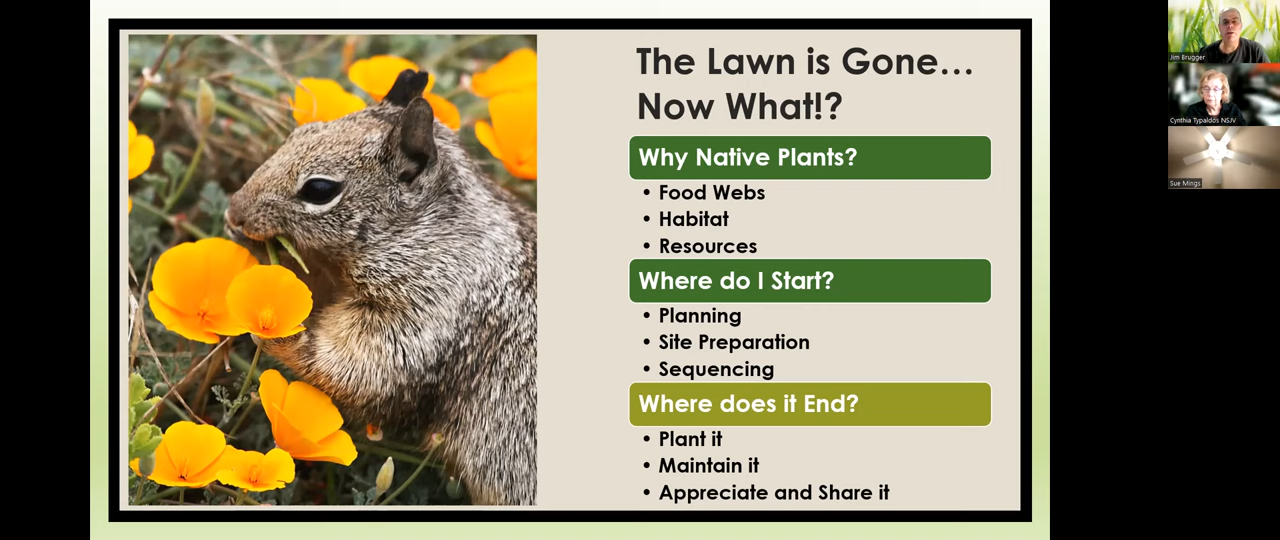 The Lawn is Gone…
Now What!?
Why Native Plants?
• Food Webs
• Habitat
• Resources
Where do I Start?
• Planning
• Site Preparation
• Sequencing
Where does it End?
• Plant it
• Maintain it
• Appreciate and Share it
Jim Brugger
Cynthia Typaldos NSJV
Sue Mings